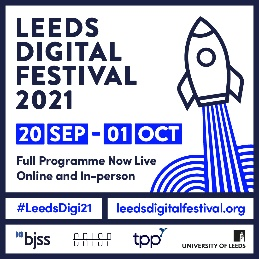 LEEDS
DIGITAL
FESTIVAL
2021
20 SEP - 01 OCT
Full Programme Now Live
Online and In-person
#LeedsDigi21 leedsdigitalfestival.org
bjss tpp UNIVERSITY OF LEEDS